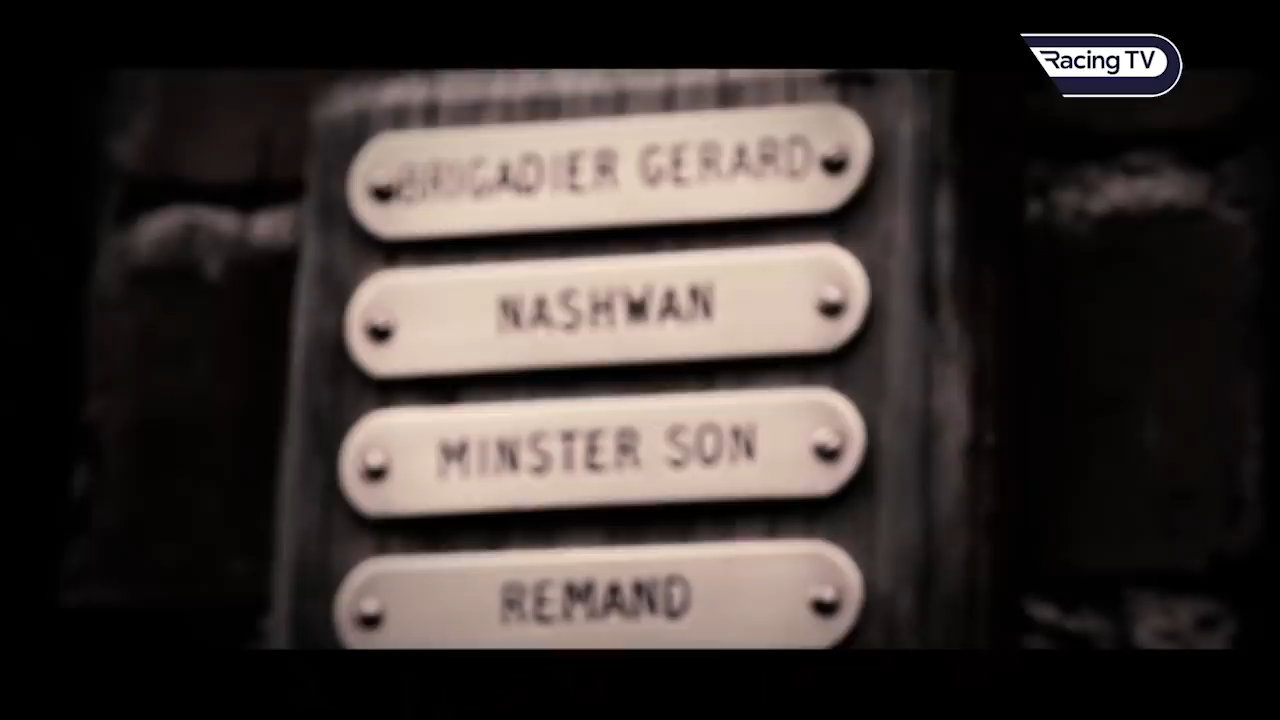 Racing TV
BRIGADIER GERARD
NASHWAN
MINSTER SON
REMAND